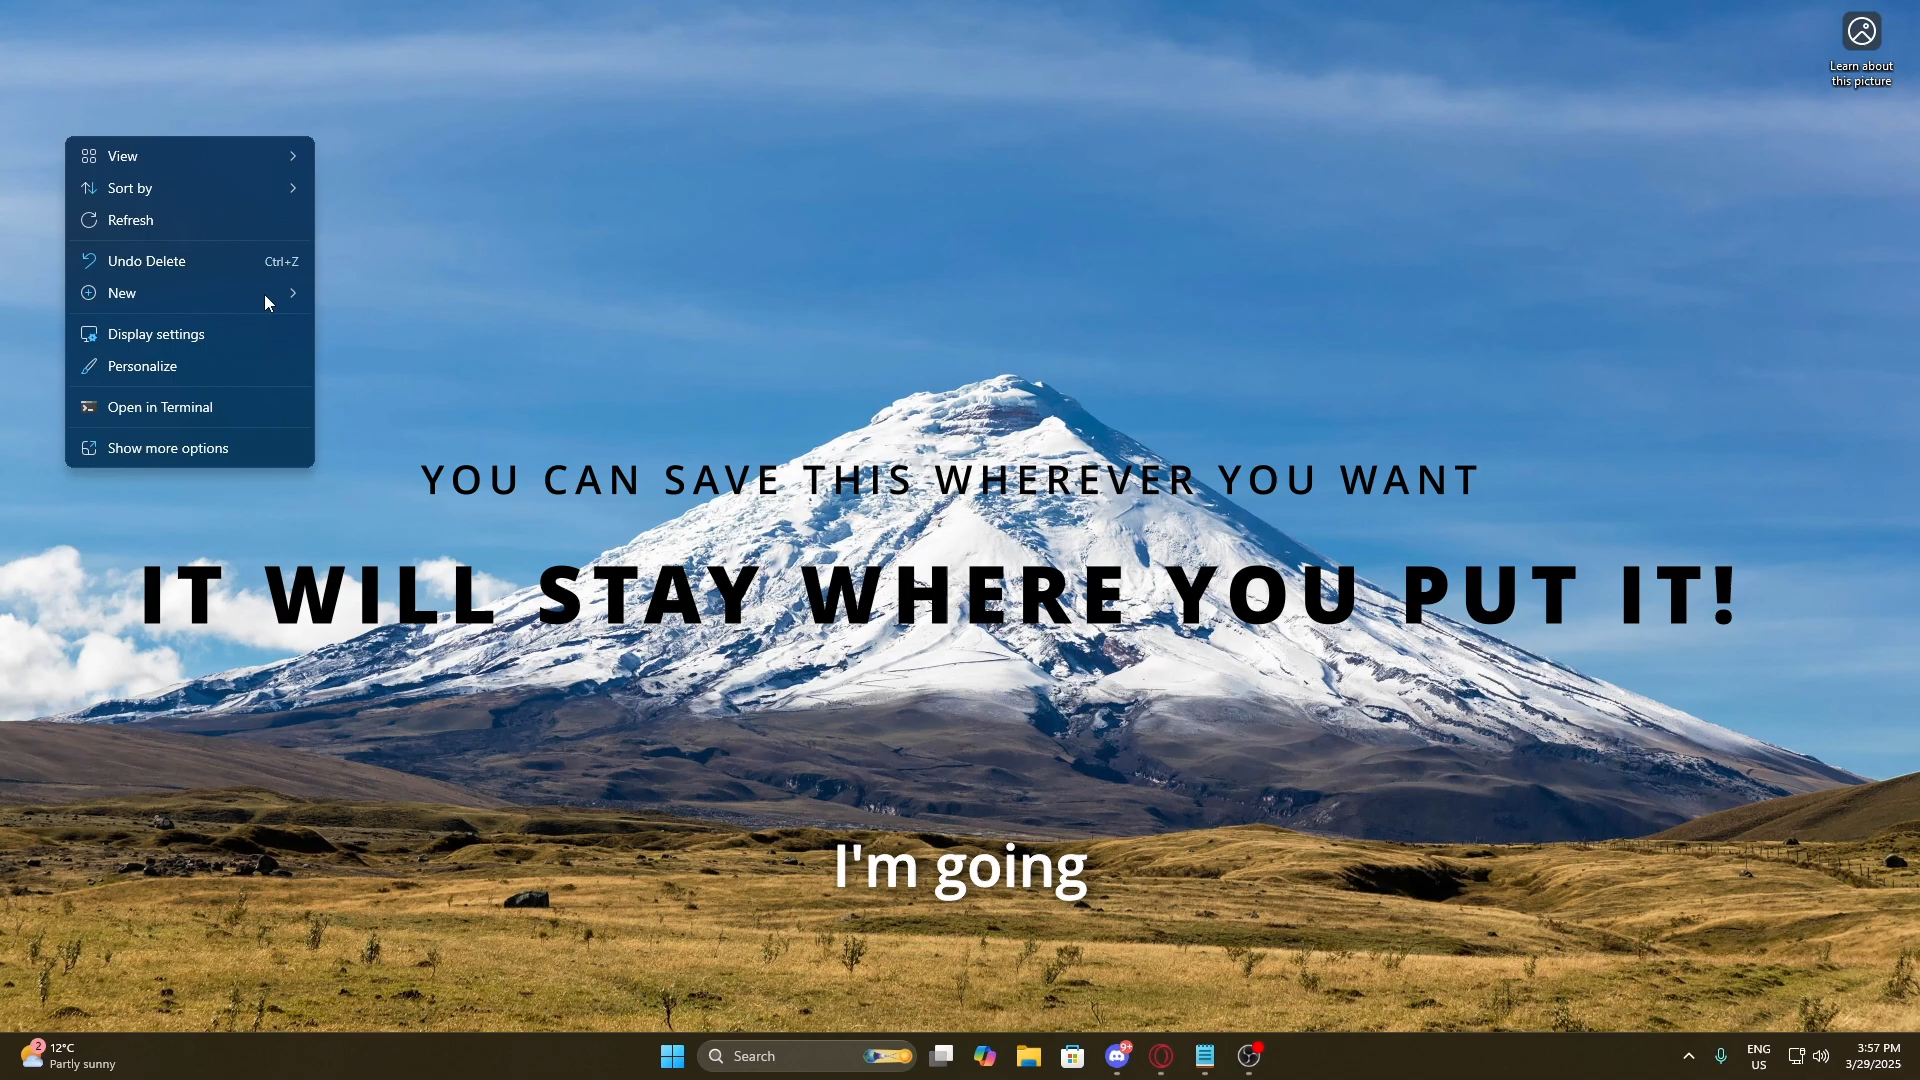 Learn about
this picture
View
Sort by
Refresh
Undo Delete Ctrl+Z
New
Display settings
Personalize
Open in Terminal
Show more options
YOU CAN SAVE THIS WHEREVER YOU WANT
IT WILL STAY WHERE YOU PUT IT!
I'm going
2
12°C
Partly sunny
Search
9+
ENG
US
3:57 PM
3/29/2025